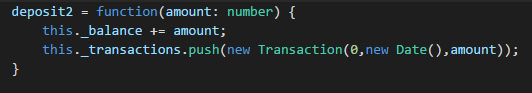 deposit2 = function(amount: number) {
    this._balance += amount;
    this._transactions.push(new Transaction(0,new Date(),amount));
}